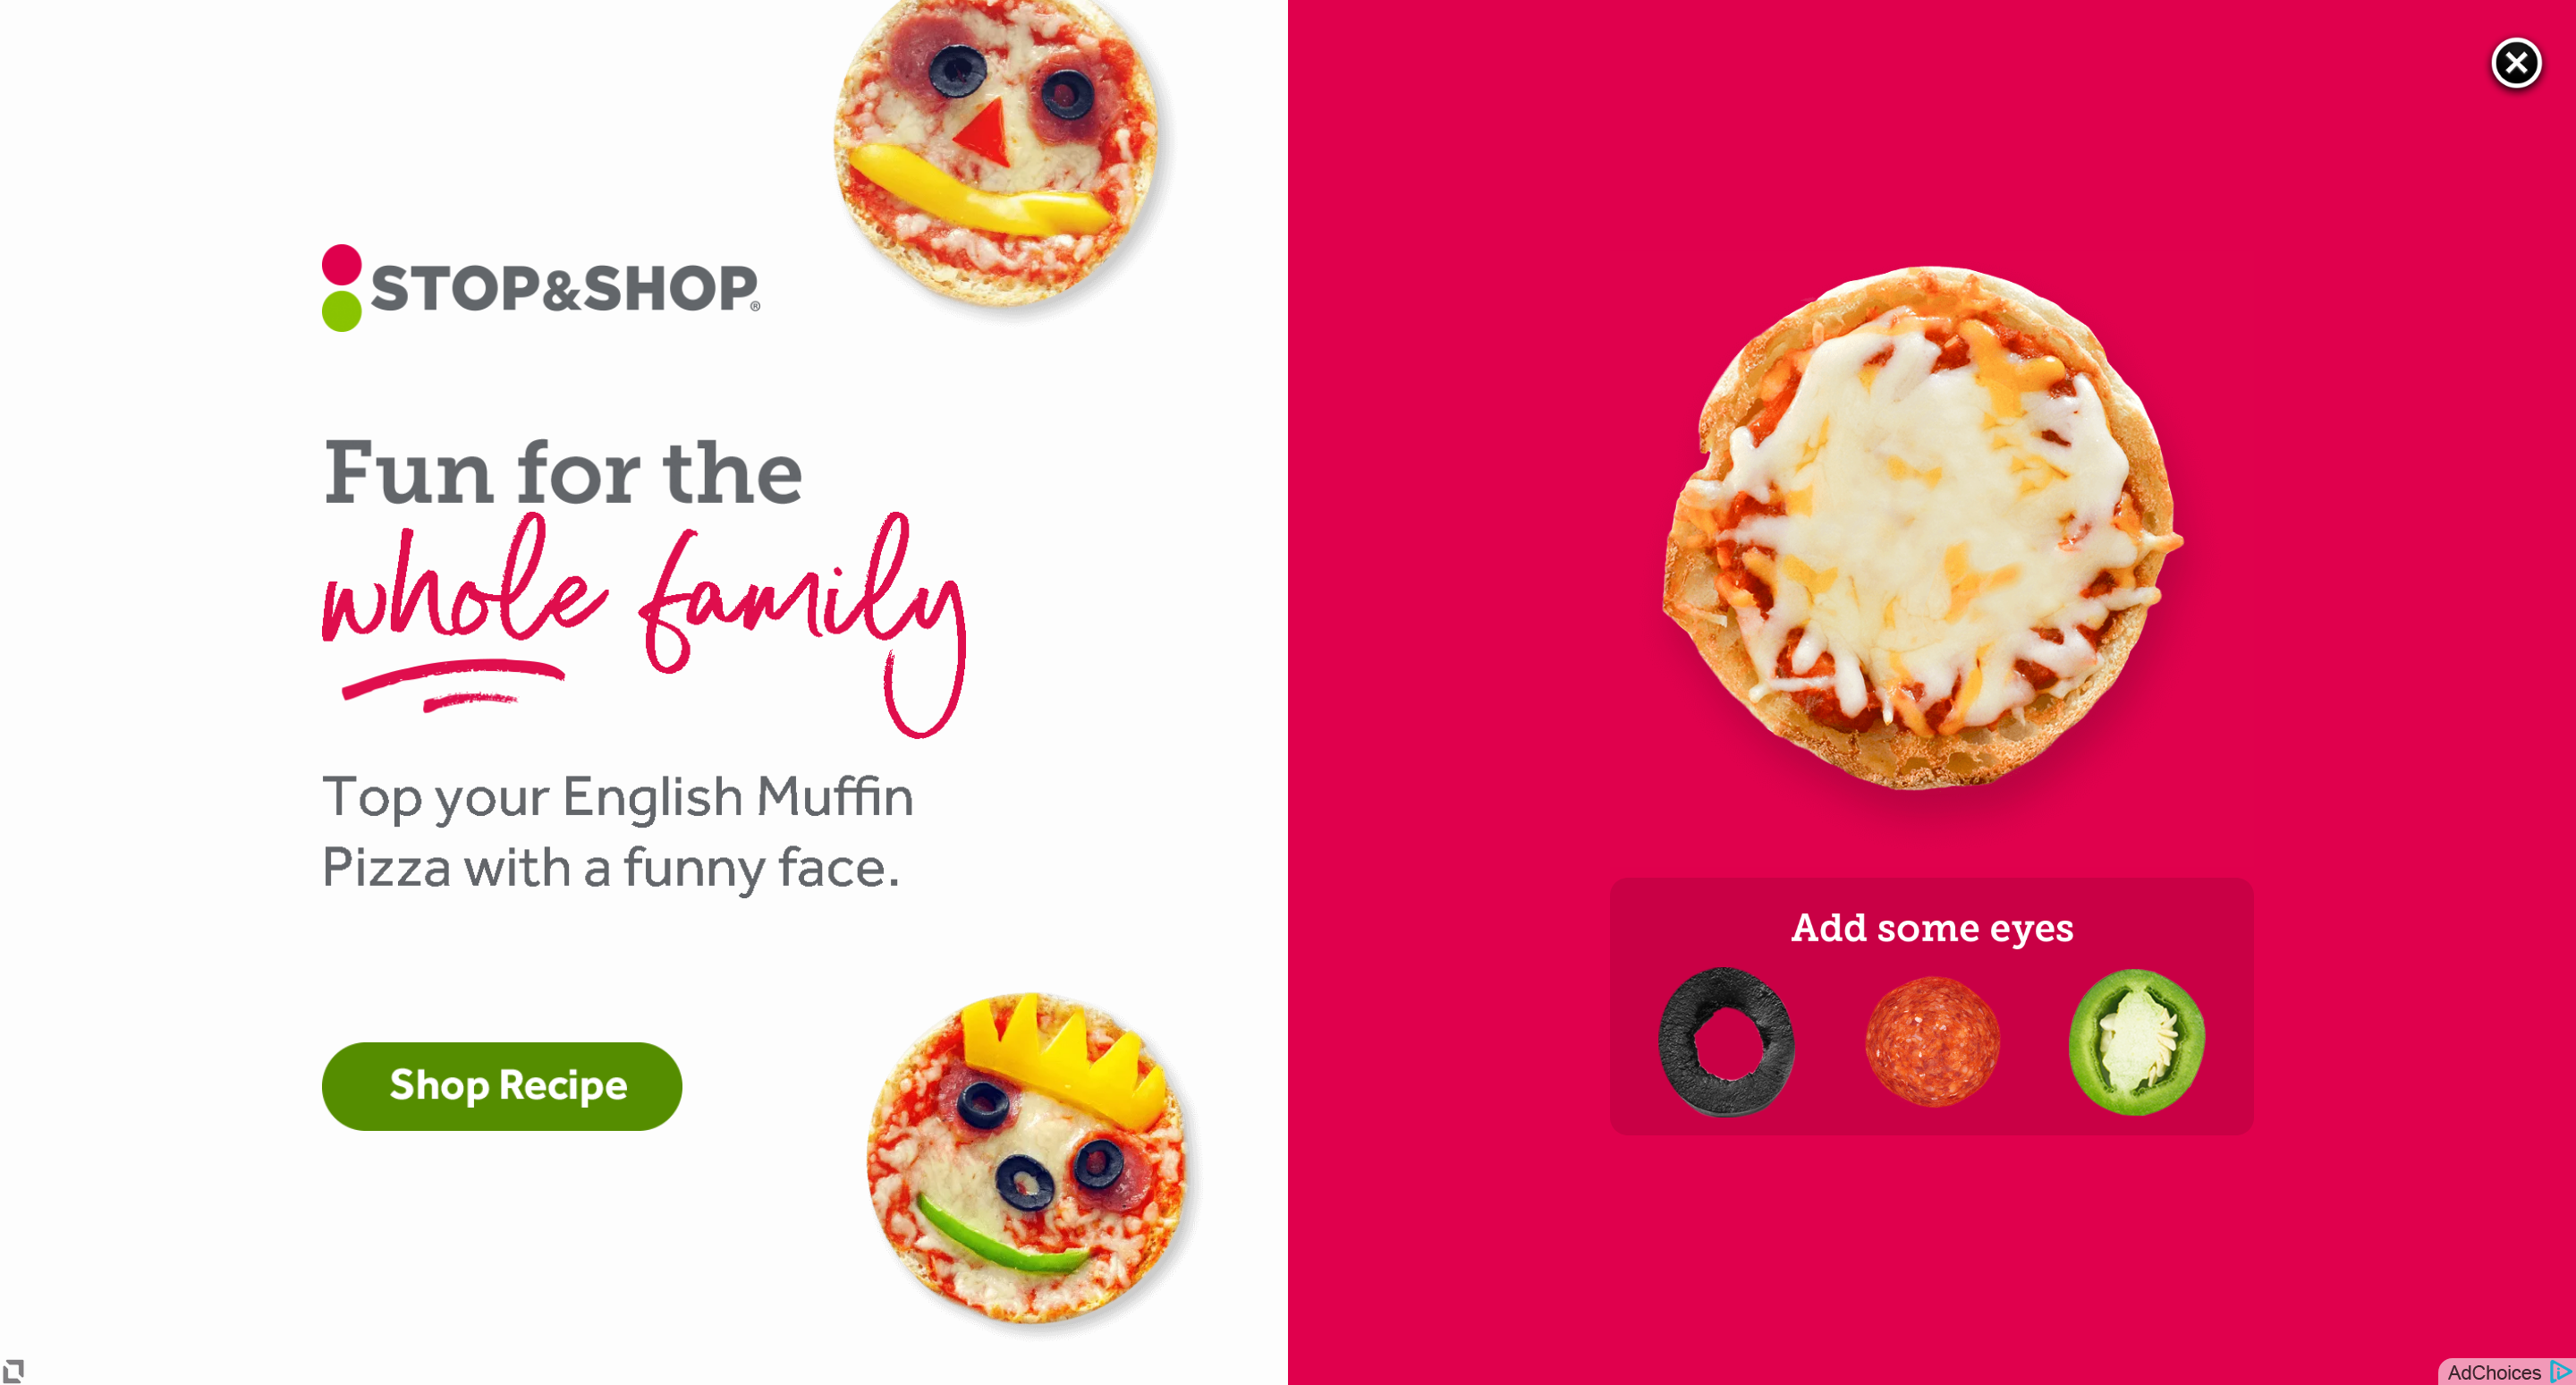 STOP&SHOP®
Fun for the
whole family
Top your English Muffin
Pizza with a funny face.
Shop Recipe
Add some eyes
AdChoices